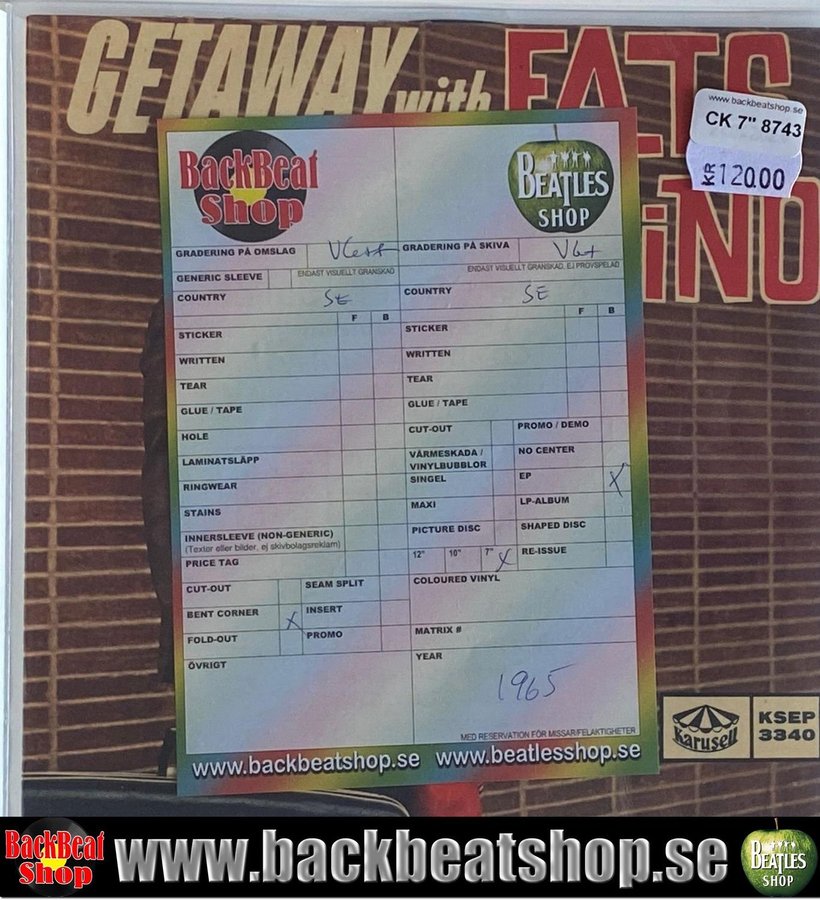 GETAWAY with FATS
www.backbeatshop.se
CK 7" 8743
KR120.00
INO
BackBeat
Shop
BEATLES
SHOP
GRADERING PÅ OMSLAG
GRADERING PÅ SKIVA VG+
GENERIC SLEEVE ENDAST VISUELLT GRANSKAD
ENDAST VISUELLT GRANSKAD, EJ PROVSPELAD
COUNTRY SE
COUNTRY SE
F B
F B
STICKER
STICKER
WRITTEN
WRITTEN
TEAR
TEAR
GLUE / TAPE
GLUE / TAPE
HOLE
CUT-OUT PROMO / DEMO
LAMINATSLÄPP
VÄRMESKADA /
VINYLBUBBLOR
NO CENTER
RINGWEAR
SINGEL EP X
STANS
MAXI LP-ALBUM
INNERSLEEVE (NON-GENERIC)
(Texter eller bilder, ej skivbolagsreklam)
PICTURE DISC SHAPED DISC
PRICE TAG
12" 10" 7" X RE-ISSUE
CUT-OUT SEAM SPLIT
COLOURED VINYL
BENT CORNER X INSERT
FOLD-OUT PROMO
MATRIX #
ÖVRIGT
YEAR
1965
MED RESERVATION FÖR MISSAR/FELAKTIGHETER
www.backbeatshop.se www.beatlesshop.se
Karusell
KSEP
3340
BackBeat
Shop
www.backbeatshop.se
BEATLES
SHOP